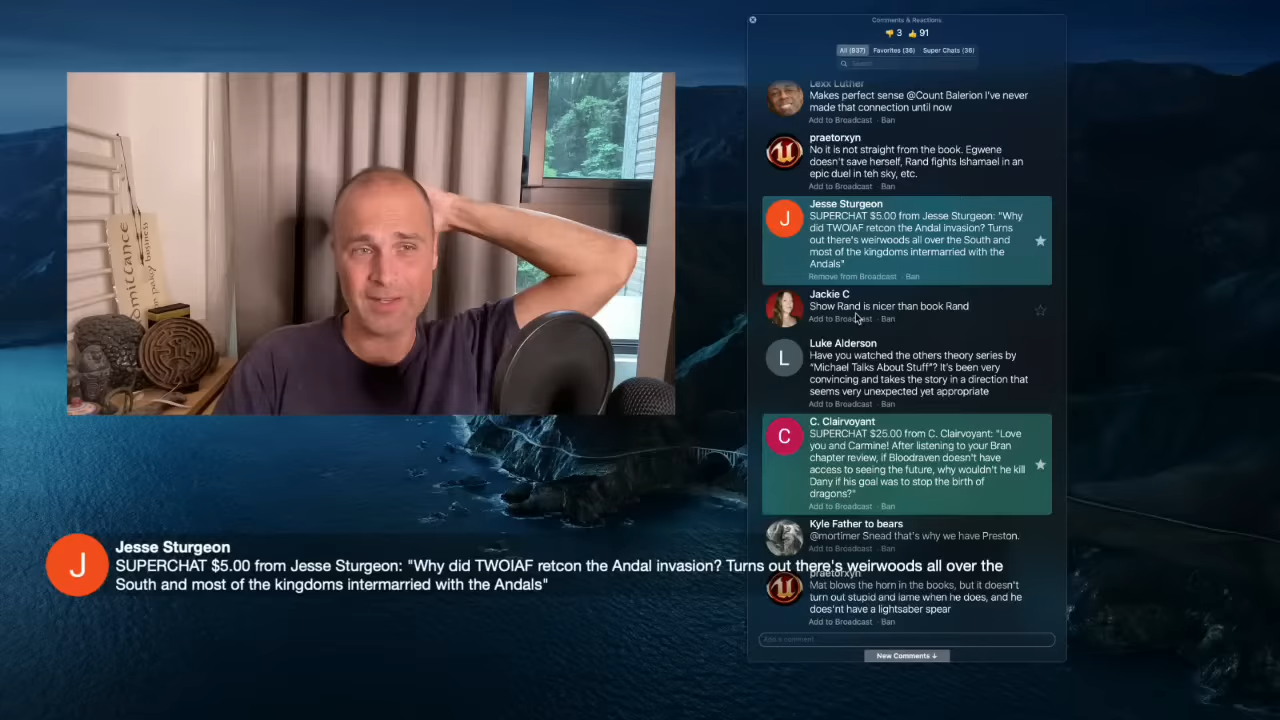 Comments & Reactions
3 91
All (937) Favorites (36) Super Chats (36)
Search
Lexx Luther
Makes perfect sense @Count Balerion I've never
made that connection until now
Add to Broadcast · Ban
praetorxyn
No it is not straight from the book. Egwene
doesn't save herself, Rand fights Ishamael in an
epic duel in teh sky, etc.
Add to Broadcast · Ban
J
Jesse Sturgeon
SUPERCHAT $5.00 from Jesse Sturgeon: "Why
did TWOIAF retcon the Andal invasion? Turns
out there's weirwoods all over the South and
most of the kingdoms intermarried with the
Andals"
Remove from Broadcast · Ban
Jackie C
Show Rand is nicer than book Rand
Add to Broadcast · Ban
L
Luke Alderson
Have you watched the others theory series by
"Michael Talks About Stuff"? It's been very
convincing and takes the story in a direction that
seems very unexpected yet appropriate
Add to Broadcast · Ban
C
C. Clairvoyant
SUPERCHAT $25.00 from C. Clairvoyant: "Love
you and Carmine! After listening to your Bran
chapter review, if Bloodraven doesn't have
access to seeing the future, why wouldn't he kill
Dany if his goal was to stop the birth of
dragons?"
Add to Broadcast · Ban
Kyle Father to bears
@mortimer Snead that's why we have Preston.
Add to Broadcast · Ban
praetorxyn
Mat blows the horn in the books, but it doesn't
turn out stupid and lame when he does, and he
does'nt have a lightsaber spear
Add to Broadcast · Ban
Add a comment
New Comments ↓
J
Jesse Sturgeon
SUPERCHAT $5.00 from Jesse Sturgeon: "Why did TWOIAF retcon the Andal invasion? Turns out there's weirwoods all over the
South and most of the kingdoms intermarried with the Andals"